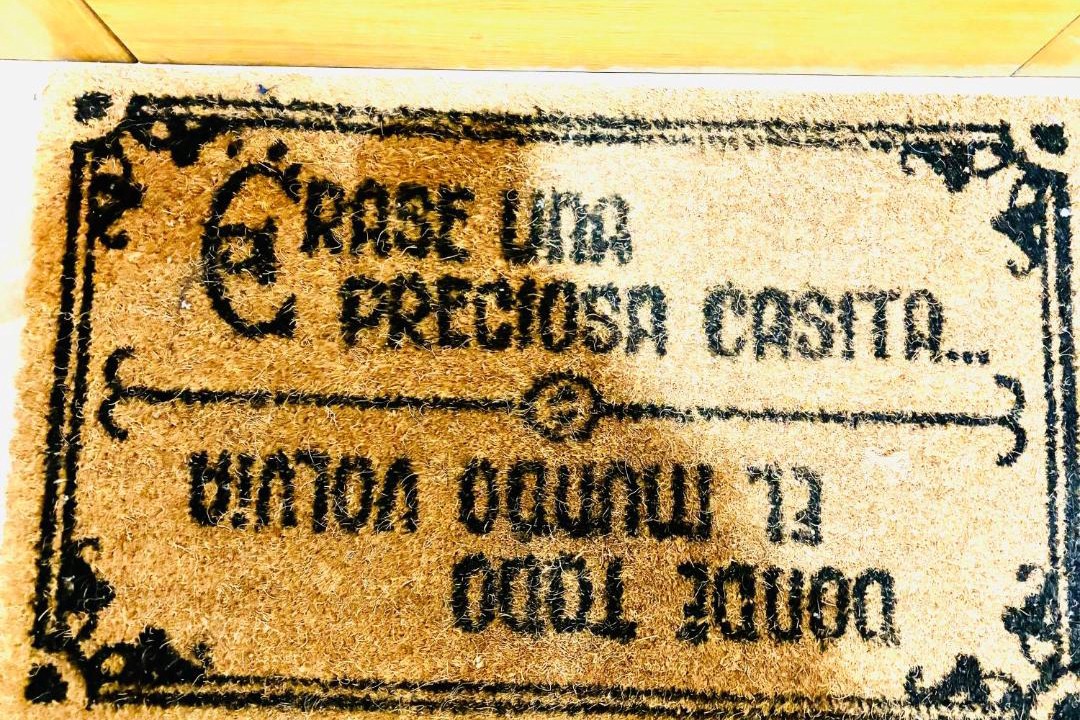 ÉRASE UNA
PRECIOSA CASITA...
DONDE TODO
EL MUNDO VOLVÍA